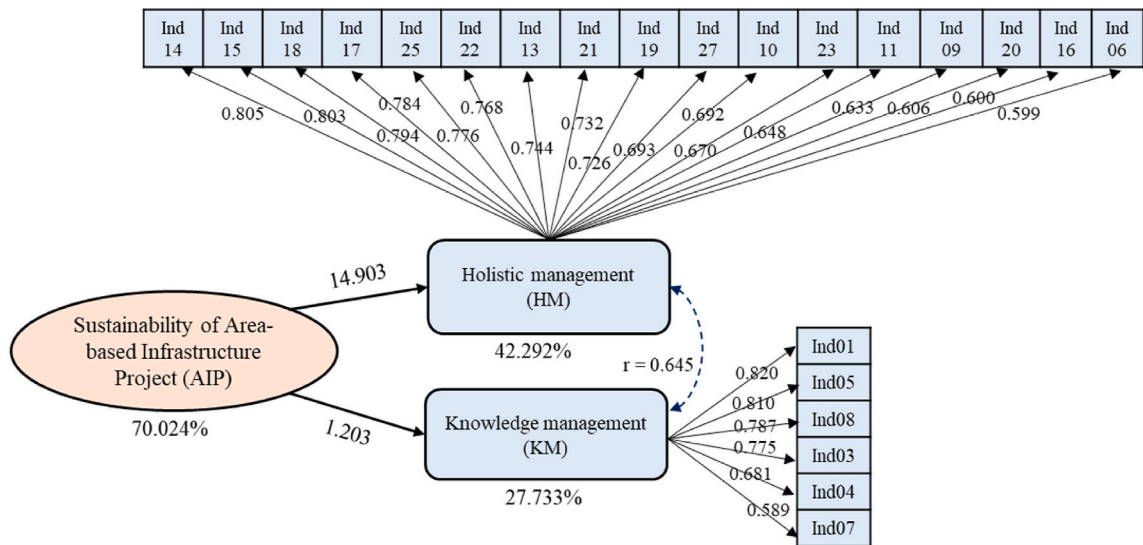 Ind Ind Ind Ind Ind Ind Ind Ind Ind Ind Ind Ind Ind Ind Ind Ind Ind
14 15 18 17 25 22 13 21 19 27 10 23 11 09 20 16 06
0.805 0.803 0.794 0.784 0.776 0.768 0.744 0.732 0.726 0.693 0.692 0.670 0.648 0.633 0.606 0.600 0.599
Holistic management
(HM)
42.292%
14.903
Sustainability of Area-
based Infrastructure
Project (AIP)
70.024%
1.203
r = 0.645
Knowledge management
(KM)
27.733%
0.820
0.810
0.787
0.775
0.681
0.589
Ind01
Ind05
Ind08
Ind03
Ind04
Ind07